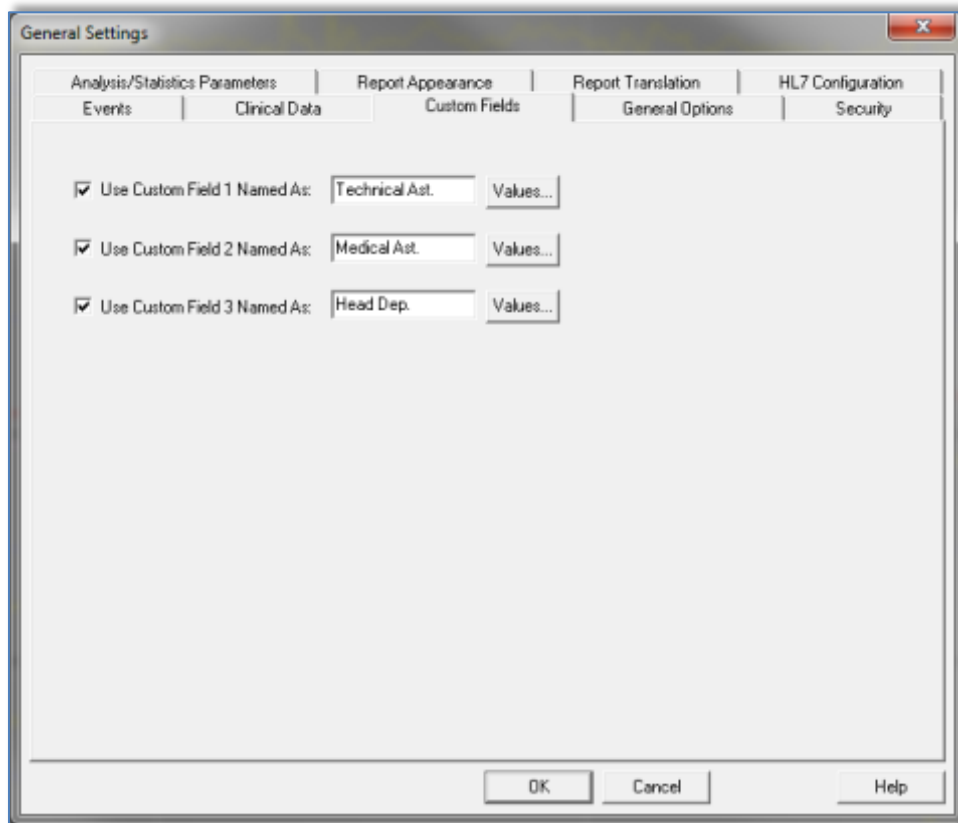 General Settings
Analysis/Statistics Parameters Report Appearance Report Translation HL7 Configuration
Events Clinical Data Custom Fields General Options Security
Use Custom Field 1 Named As: Technical Ast. Values...
Use Custom Field 2 Named As: Medical Ast. Values...
Use Custom Field 3 Named As: Head Dep. Values...
OK Cancel Help